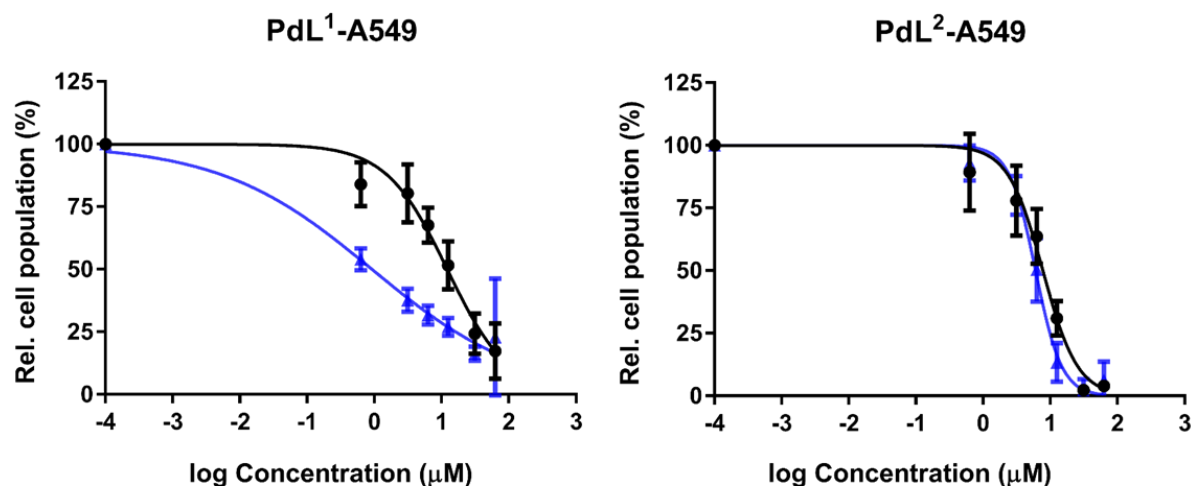 PdL¹-A549
Rel. cell population (%)
125
100
75
50
25
0
-4 -3 -2 -1 0 1 2 3
log Concentration (μM)
PdL²-A549
Rel. cell population (%)
125
100
75
50
25
0
-4 -3 -2 -1 0 1 2 3
log Concentration (μM)